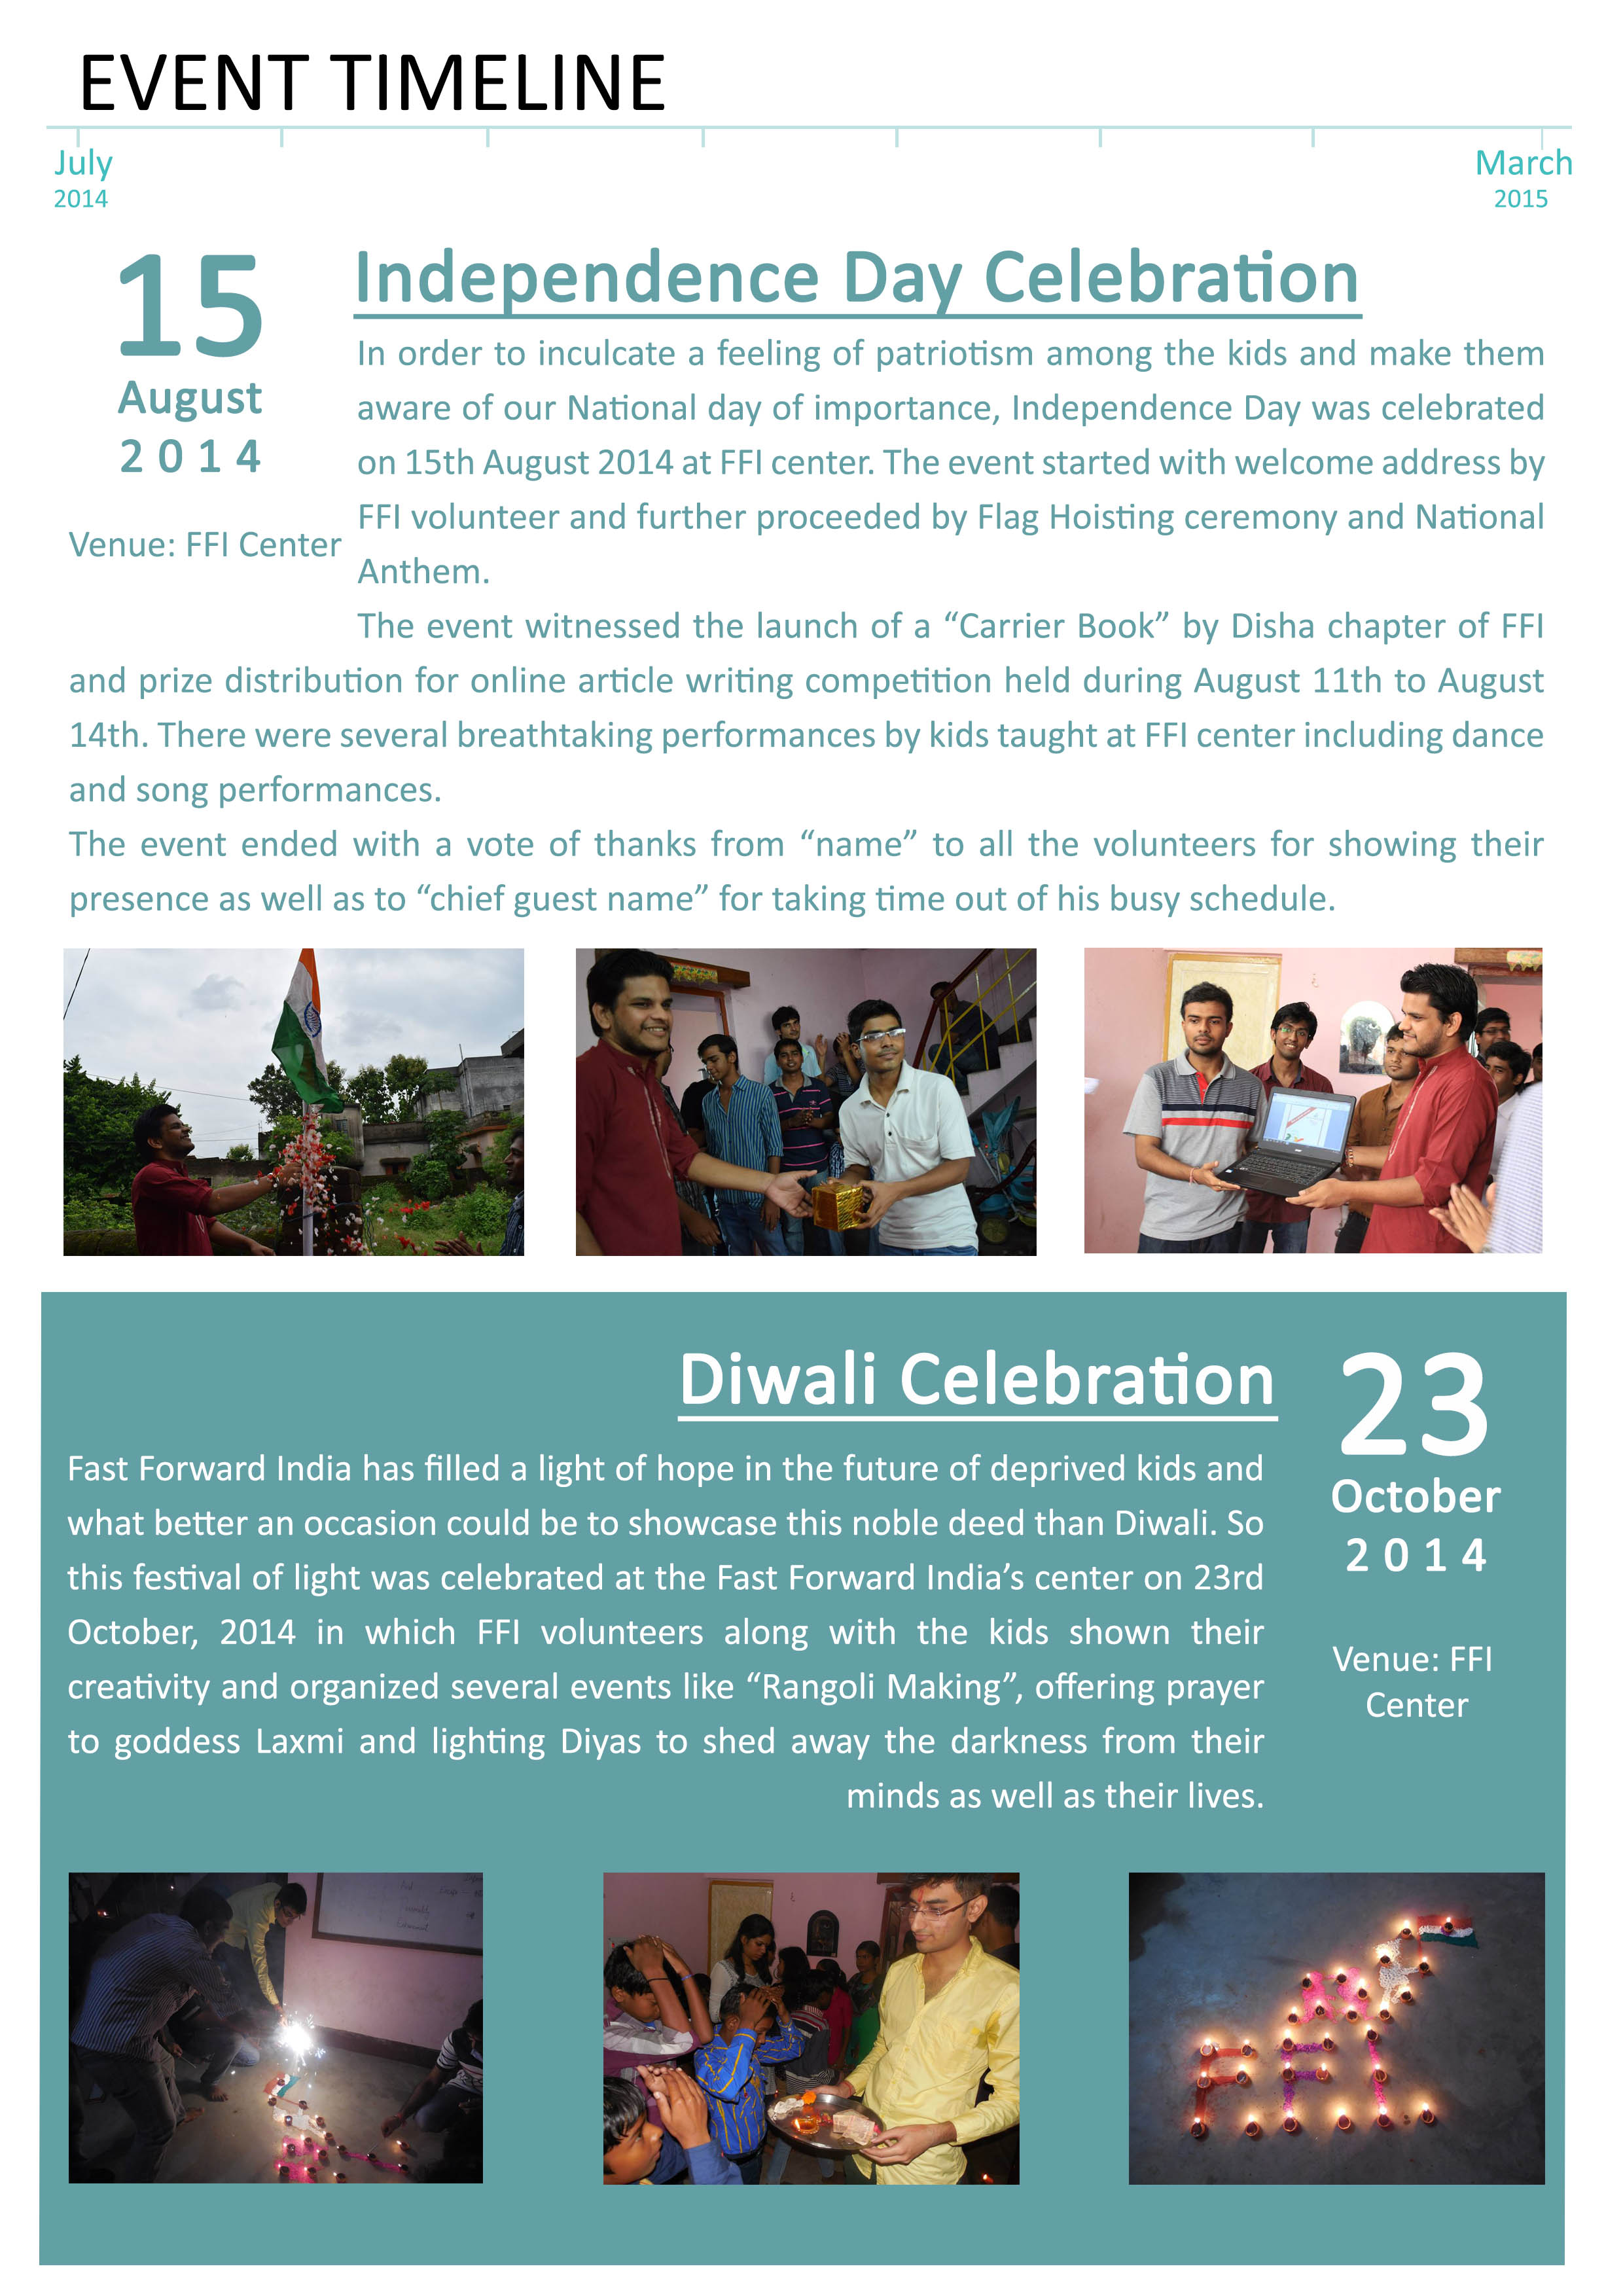 EVENT TIMELINE
July
2014
March
2015
15
August
2014
Venue: FFI Center
Independence Day Celebration
In order to inculcate a feeling of patriotism among the kids and make them
aware of our National day of importance, Independence Day was celebrated
on 15th August 2014 at FFI center. The event started with welcome address by
FFI volunteer and further proceeded by Flag Hoisting ceremony and National
Anthem.
The event witnessed the launch of a “Carrier Book” by Disha chapter of FFI
and prize distribution for online article writing competition held during August 11th to August
14th. There were several breathtaking performances by kids taught at FFI center including dance
and song performances.
The event ended with a vote of thanks from “name” to all the volunteers for showing their
presence as well as to “chief guest name” for taking time out of his busy schedule.
Diwali Celebration
23
October
2014
Venue: FFI
Center
Fast Forward India has filled a light of hope in the future of deprived kids and
what better an occasion could be to showcase this noble deed than Diwali. So
this festival of light was celebrated at the Fast Forward India’s center on 23rd
October, 2014 in which FFI volunteers along with the kids shown their
creativity and organized several events like “Rangoli Making”, offering prayer
to goddess Laxmi and lighting Diyas to shed away the darkness from their
minds as well as their lives.
FFI